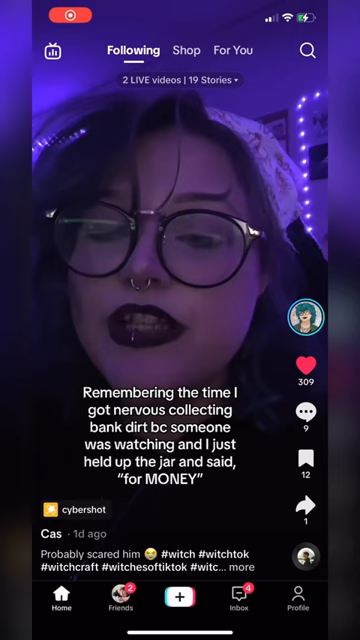 Following Shop For You
2 LIVE videos | 19 Stories
Remembering the time I
got nervous collecting
bank dirt bc someone
was watching and I just
held up the jar and said,
“for MONEY”
309
9
12
1
cybershot
Cas · 1d ago
Probably scared him 😭 #witch #witchtok
#witchcraft #witchesoftiktok #witc... more
Home
2
Friends
4
Inbox
Profile